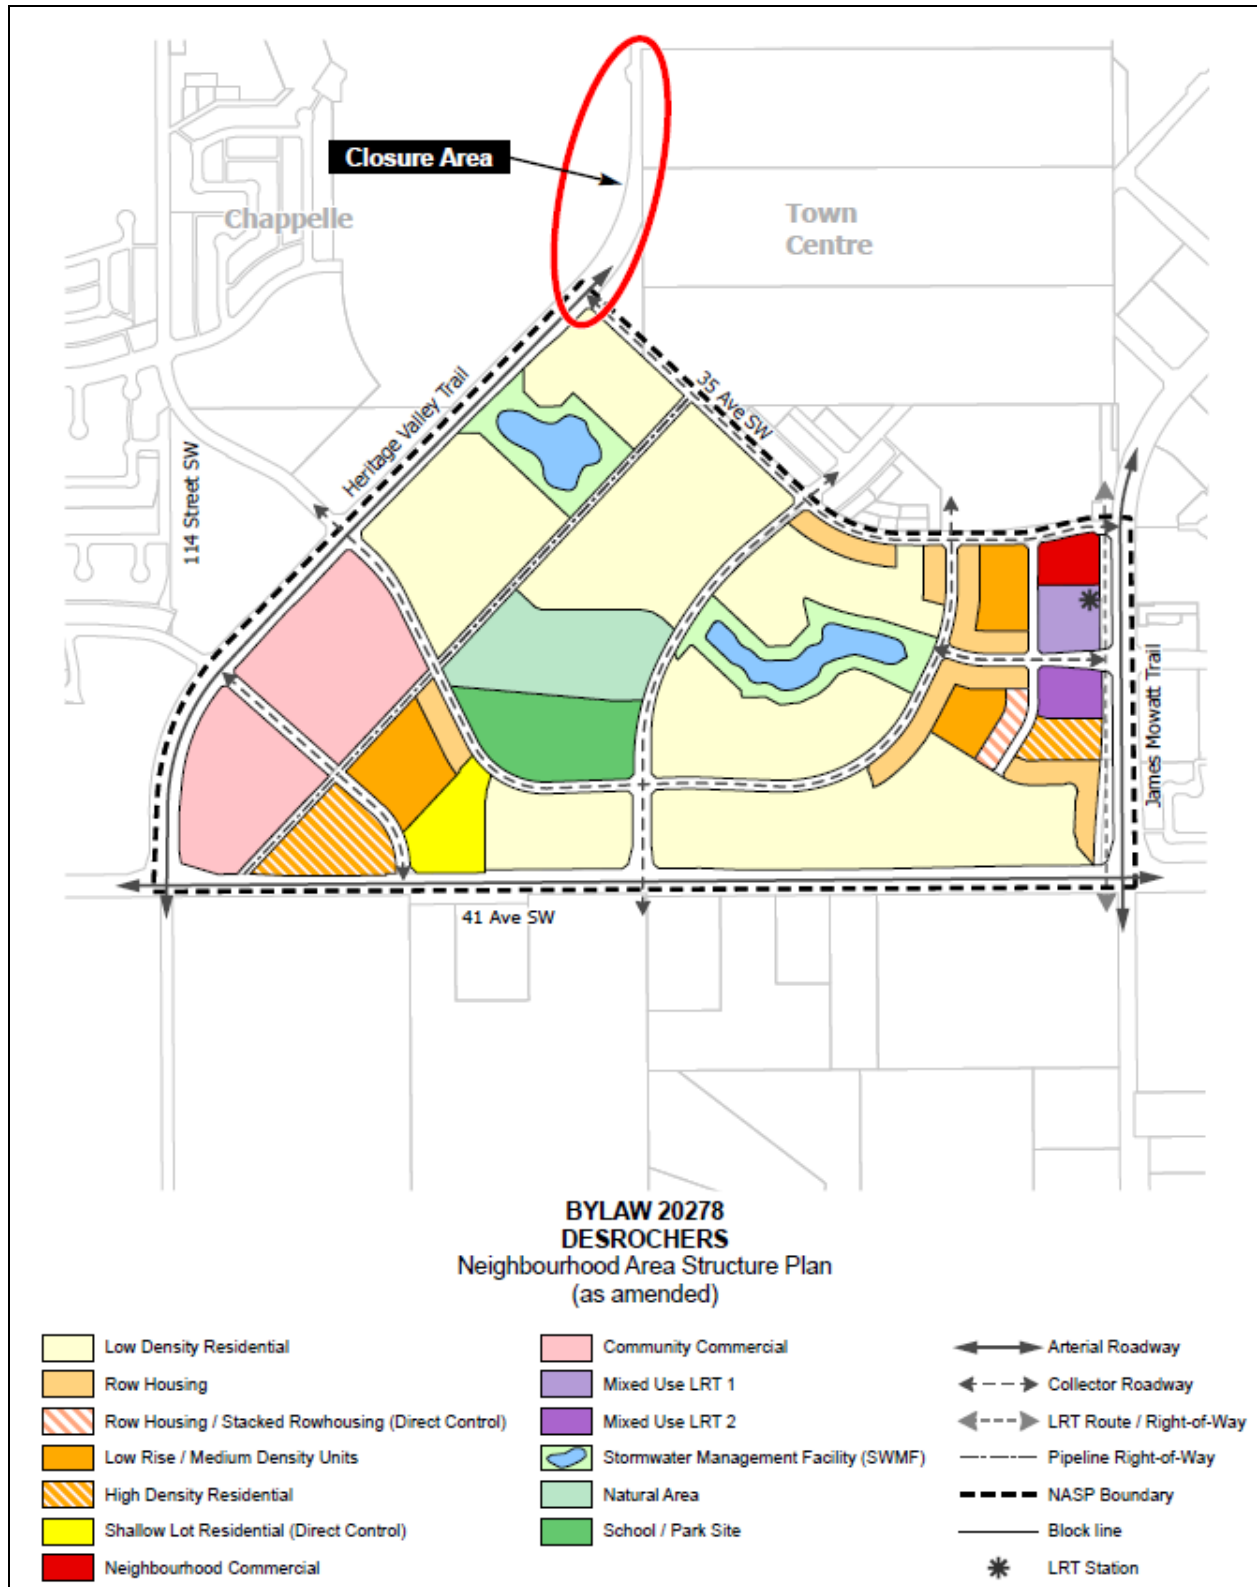 Closure Area
Chappelle
Town
Centre
Heritage Valley Trail
35 Ave SW
114 Street SW
James Mowatt Trail
41 Ave SW
BYLAW 20278
DESROCHERS
Neighbourhood Area Structure Plan
(as amended)
Low Density Residential
Row Housing
Row Housing / Stacked Rowhousing (Direct Control)
Low Rise / Medium Density Units
High Density Residential
Shallow Lot Residential (Direct Control)
Neighbourhood Commercial
Community Commercial
Mixed Use LRT 1
Mixed Use LRT 2
Stormwater Management Facility (SWMF)
Natural Area
School / Park Site
Arterial Roadway
Collector Roadway
LRT Route / Right-of-Way
Pipeline Right-of-Way
NASP Boundary
Block line
LRT Station